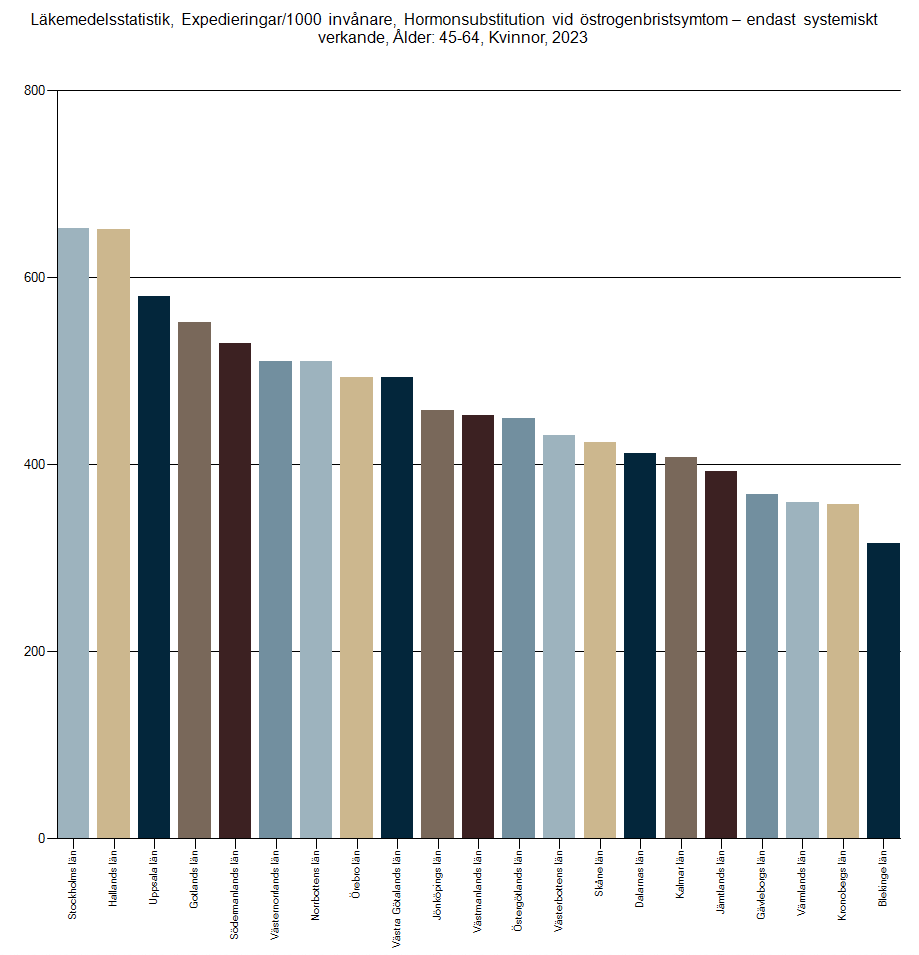 Läkemedelsstatistik, Expedieringar/1000 invånare, Hormonsubstitution vid östrogenbristsymtom – endast systemiskt
verkande, Ålder: 45-64, Kvinnor, 2023
800
600
400
200
0
Stockholms län
Hallands län
Uppsala län
Gotlands län
Södermanlands län
Västernorrlands län
Norrbottens län
Örebro län
Västra Götalands län
Jönköpings län
Västmanlands län
Östergötlands län
Västerbottens län
Skåne län
Dalarnas län
Kalmar län
Jämtlands län
Gävleborgs län
Värmlands län
Kronobergs län
Blekinge län